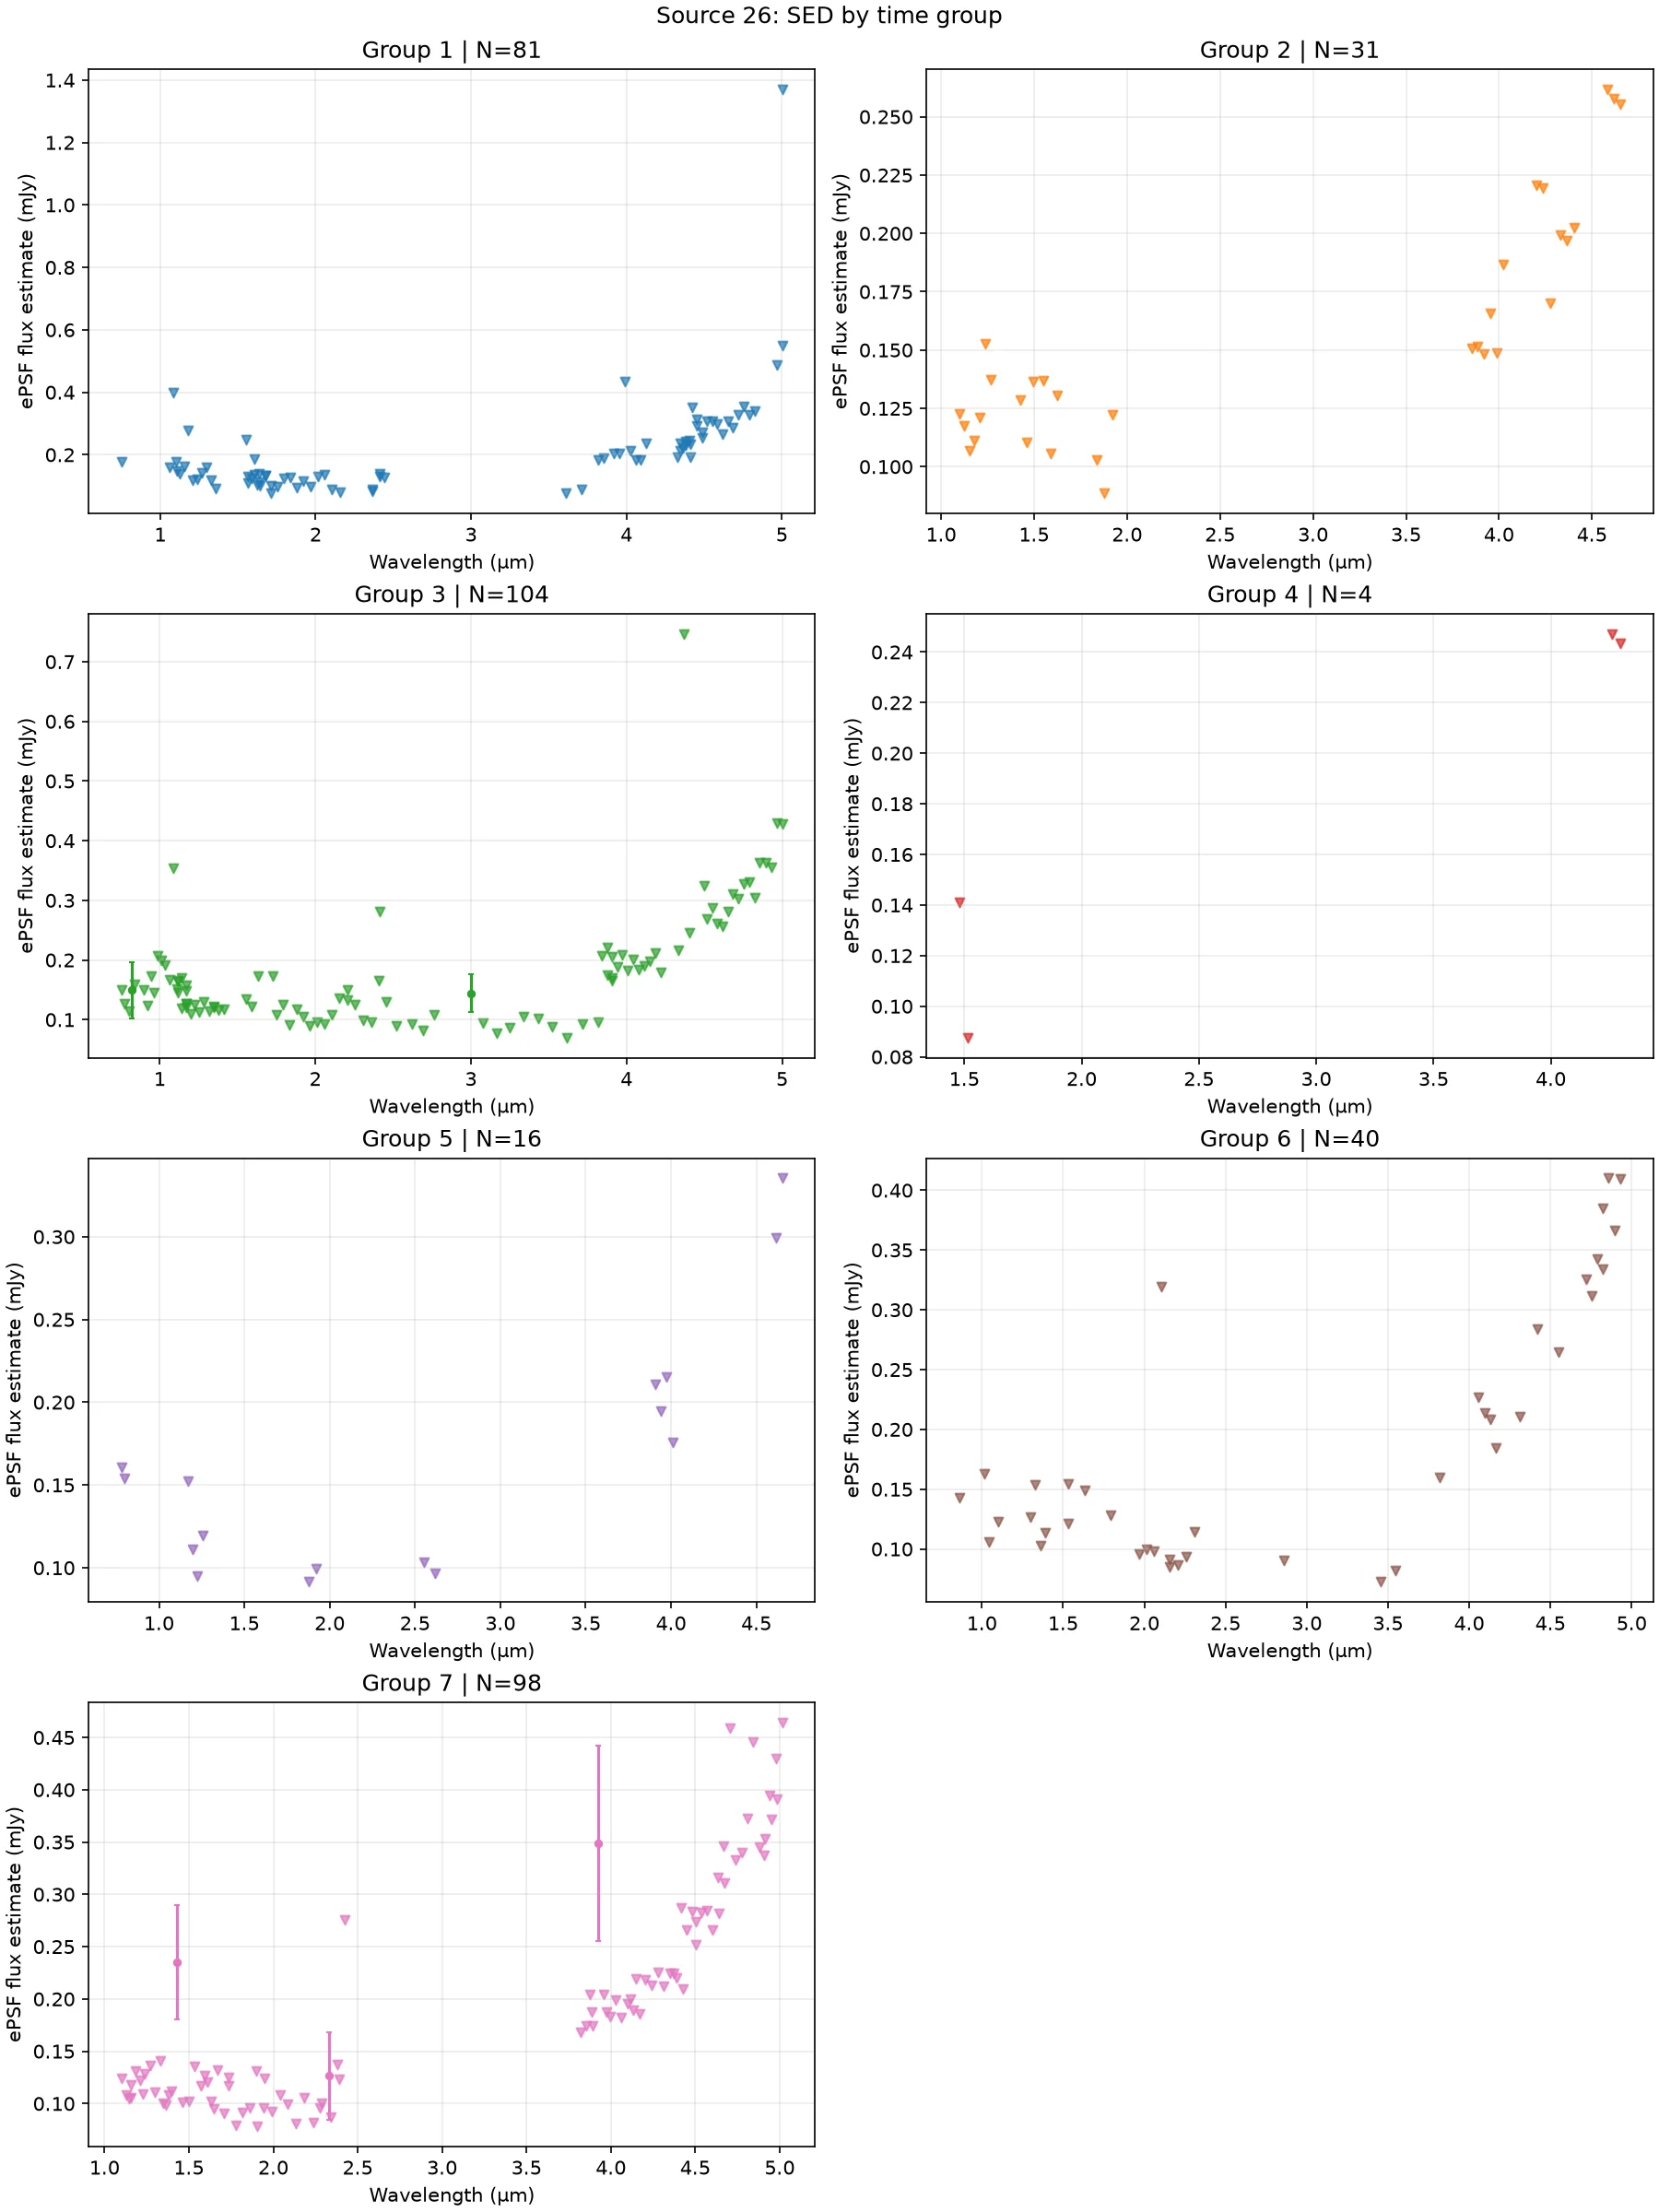 Source 26: SED by time group
Group 1 | N=81
ePSF flux estimate (mJy)
1.4
1.2
1.0
0.8
0.6
0.4
0.2
1 2 3 4 5
Wavelength (μm)
Group 2 | N=31
ePSF flux estimate (mJy)
0.250
0.225
0.200
0.175
0.150
0.125
0.100
1.0 1.5 2.0 2.5 3.0 3.5 4.0 4.5
Wavelength (μm)
Group 3 | N=104
ePSF flux estimate (mJy)
0.7
0.6
0.5
0.4
0.3
0.2
0.1
1 2 3 4 5
Wavelength (μm)
Group 4 | N=4
ePSF flux estimate (mJy)
0.24
0.22
0.20
0.18
0.16
0.14
0.12
0.10
0.08
1.5 2.0 2.5 3.0 3.5 4.0
Wavelength (μm)
Group 5 | N=16
ePSF flux estimate (mJy)
0.30
0.25
0.20
0.15
0.10
1.0 1.5 2.0 2.5 3.0 3.5 4.0 4.5
Wavelength (μm)
Group 6 | N=40
ePSF flux estimate (mJy)
0.40
0.35
0.30
0.25
0.20
0.15
0.10
1.0 1.5 2.0 2.5 3.0 3.5 4.0 4.5 5.0
Wavelength (μm)
Group 7 | N=98
ePSF flux estimate (mJy)
0.45
0.40
0.35
0.30
0.25
0.20
0.15
0.10
1.0 1.5 2.0 2.5 3.0 3.5 4.0 4.5 5.0
Wavelength (μm)